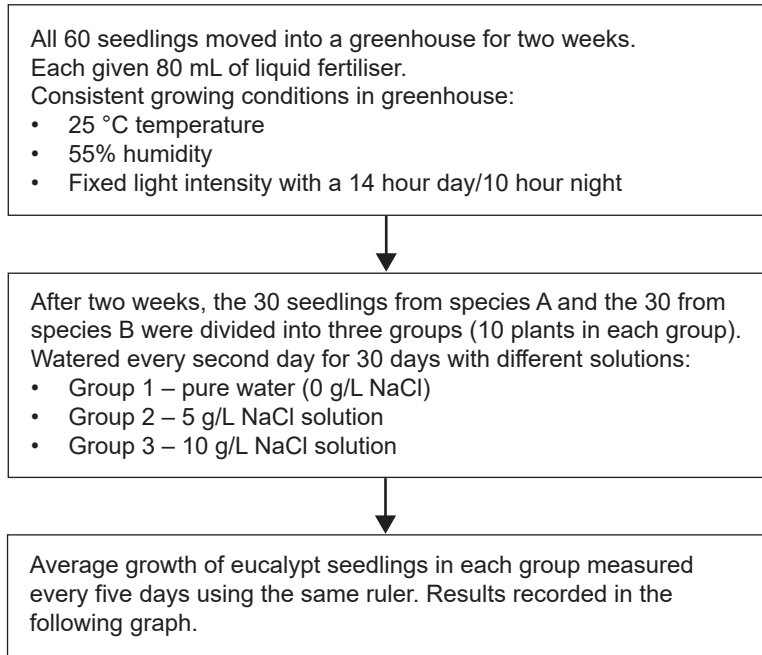 All 60 seedlings moved into a greenhouse for two weeks.
Each given 80 mL of liquid fertiliser.
Consistent growing conditions in greenhouse:
• 25 °C temperature
• 55% humidity
• Fixed light intensity with a 14 hour day/10 hour night
After two weeks, the 30 seedlings from species A and the 30 from
species B were divided into three groups (10 plants in each group).
Watered every second day for 30 days with different solutions:
• Group 1 – pure water (0 g/L NaCl)
• Group 2 – 5 g/L NaCl solution
• Group 3 – 10 g/L NaCl solution
Average growth of eucalypt seedlings in each group measured
every five days using the same ruler. Results recorded in the
following graph.